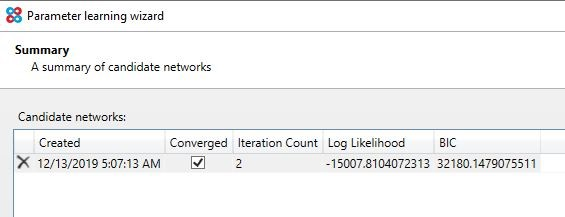 Parameter learning wizard
Summary
A summary of candidate networks
Candidate networks:
Created Converged Iteration Count Log Likelihood BIC
12/13/2019 5:07:13 AM 2 -15007.8104072313 32180.1479075511